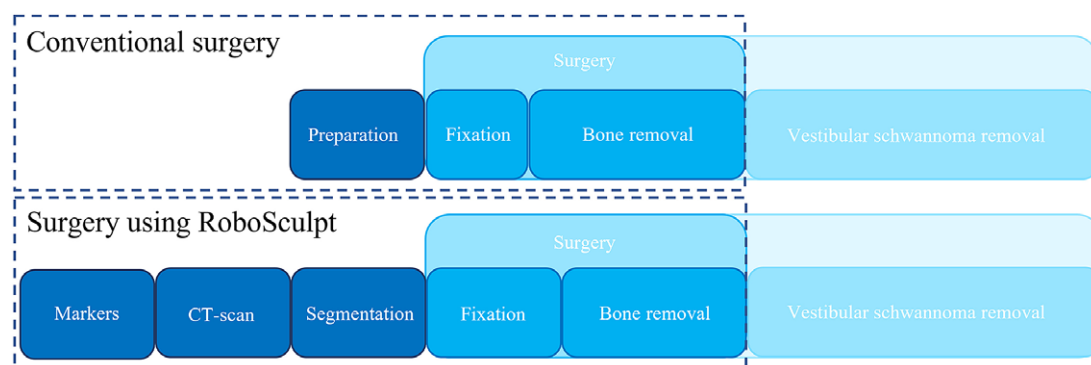 Conventional surgery
Surgery
Preparation
Fixation
Bone removal
Vestibular schwannoma removal
Surgery using RoboSculpt
Surgery
Markers
CT-scan
Segmentation
Fixation
Bone removal
Vestibular schwannoma removal